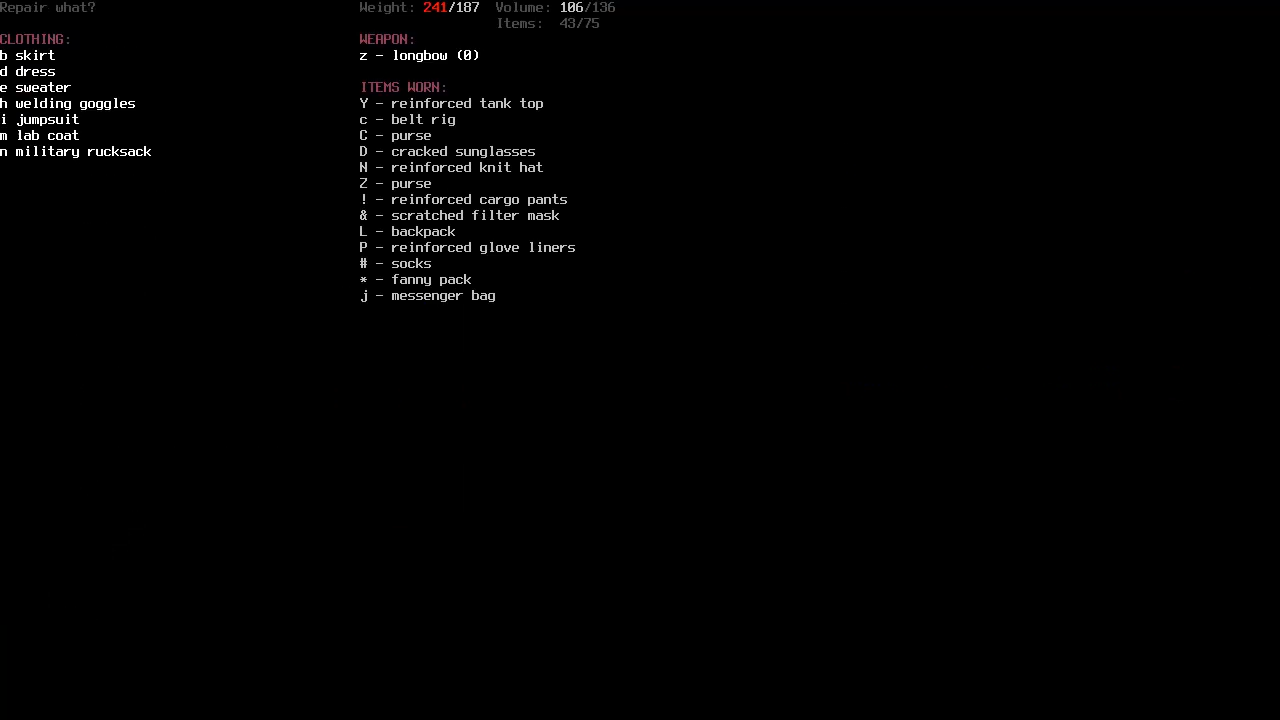 Repair what?
Weight: 241/187  Volume: 106/136
Items:  43/75
CLOTHING:
b skirt
d dress
e sweater
h welding goggles
i jumpsuit
m lab coat
n military rucksack
WEAPON:
z - longbow (0)
ITEMS WORN:
Y - reinforced tank top
c - belt rig
C - purse
D - cracked sunglasses
N - reinforced knit hat
Z - purse
! - reinforced cargo pants
& - scratched filter mask
L - backpack
P - reinforced glove liners
# - socks
* - fanny pack
j - messenger bag